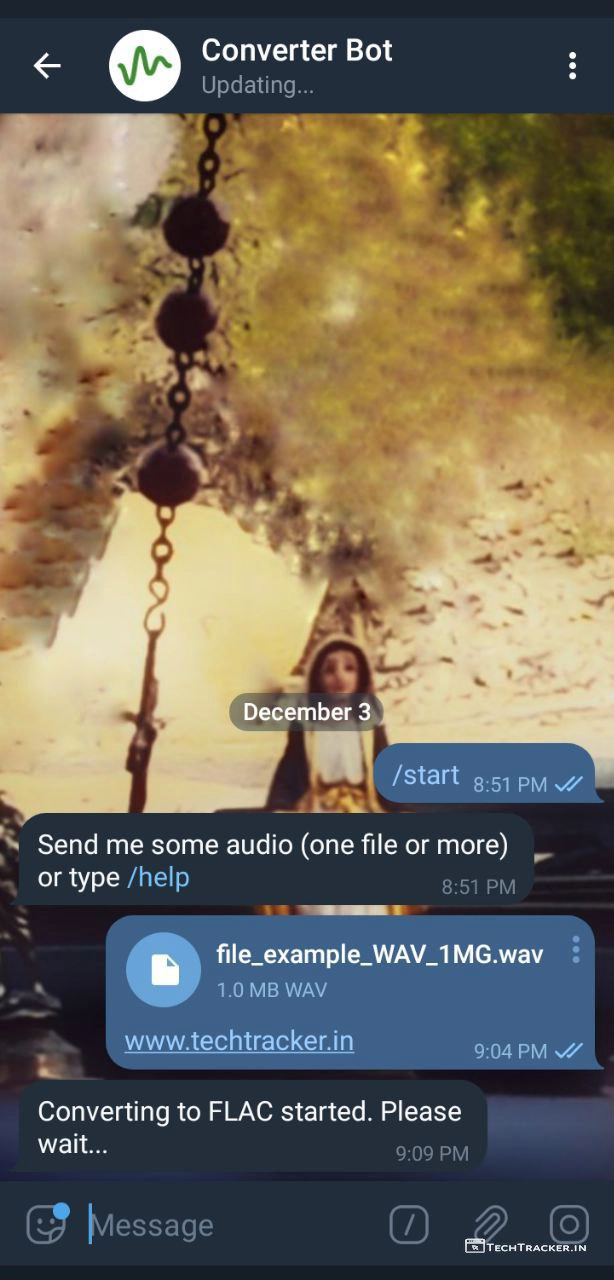 Converter Bot
Updating...
December 3
/start 8:51 PM
Send me some audio (one file or more)
or type /help
8:51 PM
file_example_WAV_1MG.wav
1.0 MB WAV
www.techtracker.in
9:04 PM
Converting to FLAC started. Please
wait...
9:09 PM
Message
TECHTRACKER.IN